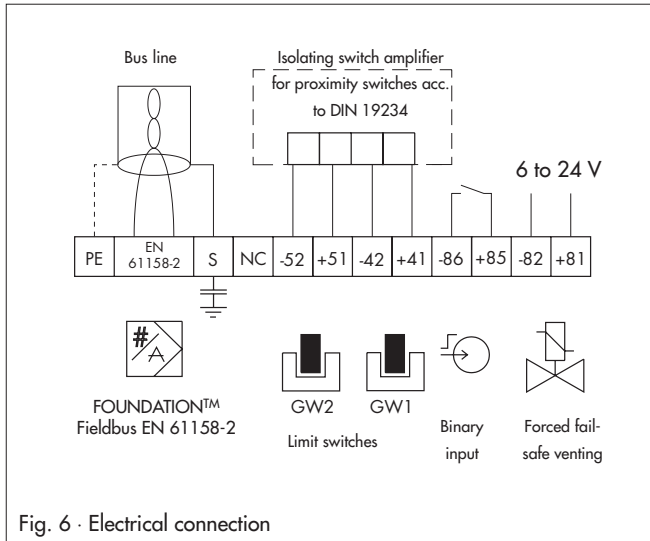 Bus line
Isolating switch amplifier
for proximity switches acc.
to DIN 19234
6 to 24 V
PE
EN
61158-2
S
NC
-52
+51
-42
+41
-86
+85
-82
+81
#
A
FOUNDATION™
Fieldbus EN 61158-2
GW2
GW1
Limit switches
Binary
input
Forced fail-
safe venting
Fig. 6 · Electrical connection